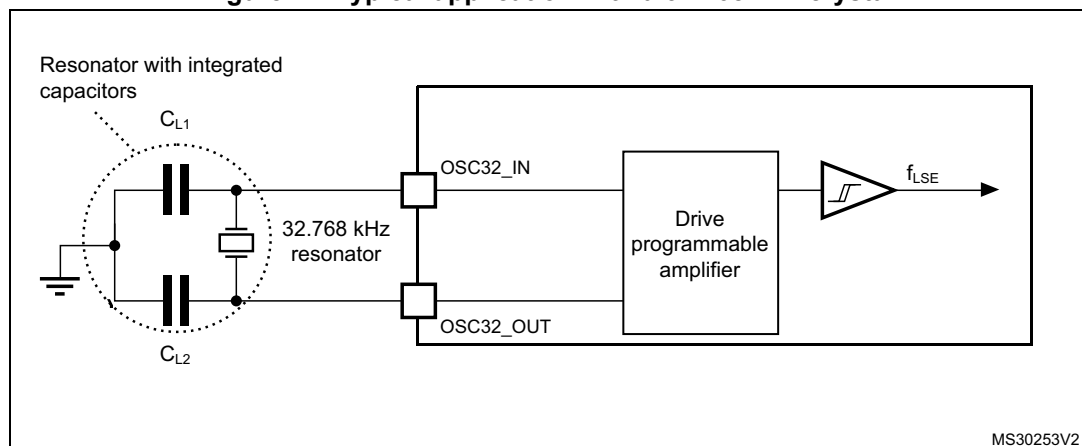 Resonator with integrated
capacitors
CL1
OSC32_IN
fLSE
32.768 kHz
resonator
Drive
programmable
amplifier
OSC32_OUT
CL2
MS30253V2